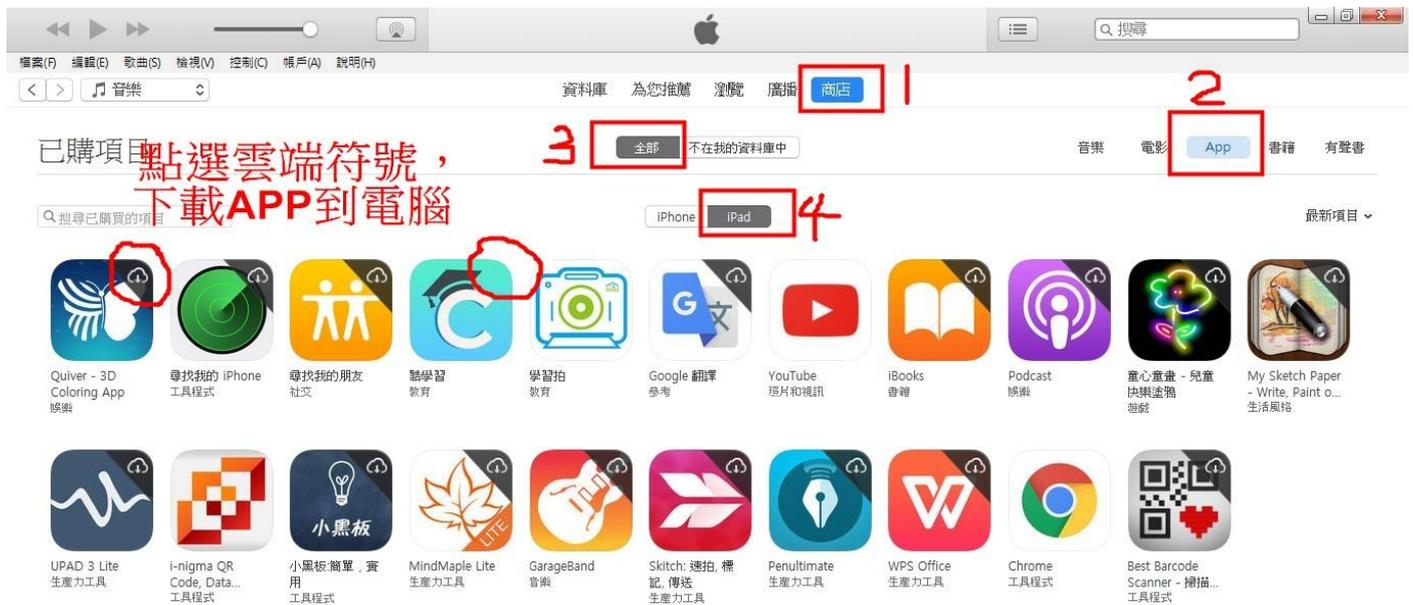 搜尋
檔案(F) 編輯(E) 歌曲(S) 檢視(V) 控制(C) 帳戶(A) 說明(H)
音樂 資料庫 為您推薦 瀏覽 廣播 商店 1
2
已購項目 3 全部 不在我的資料庫中 音樂 電影 App 書籍 有聲書
點選雲端符號，
下載APP到電腦
搜尋已購買的項目 iPhone iPad 4 最新項目
Quiver - 3D Coloring App 娛樂
尋找我的 iPhone 工具程式
尋找我的朋友 社交
酷學習 教育
學習拍 教育
G 文
Google 翻譯 參考
YouTube 照片和視訊
iBooks 書籍
Podcast 娛樂
童心童畫 - 兒童快樂塗鴉 遊戲
My Sketch Paper - Write, Paint o... 生活風格
UPAD 3 Lite 生產力工具
i-nigma QR Code, Data... 工具程式
小黑板
小黑板:簡單，實用 工具程式
LITE
MindMaple Lite 生產力工具
GarageBand 音樂
Skitch: 速拍, 標記, 傳送 生產力工具
Penultimate 生產力工具
W
WPS Office 生產力工具
Chrome 工具程式
Best Barcode Scanner - 掃描... 工具程式